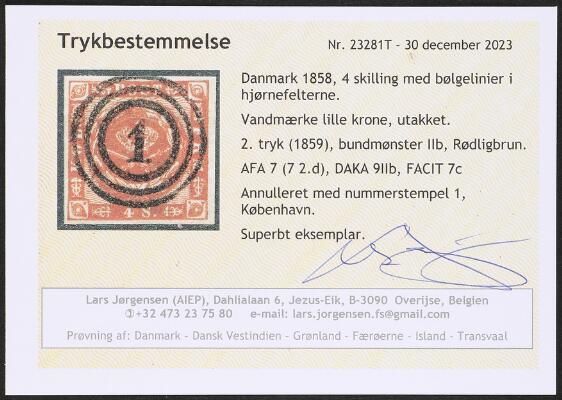 Trykbestemmelse
Nr. 23281T - 30 december 2023
Danmark 1858, 4 skilling med bølgelinier i
hjørnefelterne.
Vandmærke lille krone, utakket.
2. tryk (1859), bundmønster IIb, Rødligbrun.
AFA 7 (7 2.d), DAKA 9IIb, FACIT 7c
Annulleret med nummerstempel 1,
København.
Superbt eksemplar.
1
4 S.
Lars Jørgensen (AIEP), Dahlialaan 6, Jezus-Eik, B-3090 Overijse, Belgien
✆+32 473 23 75 80 e-mail: lars.jorgensen.fs@gmail.com
Prøvning af: Danmark - Dansk Vestindien - Grønland - Færøerne - Island - Transvaal